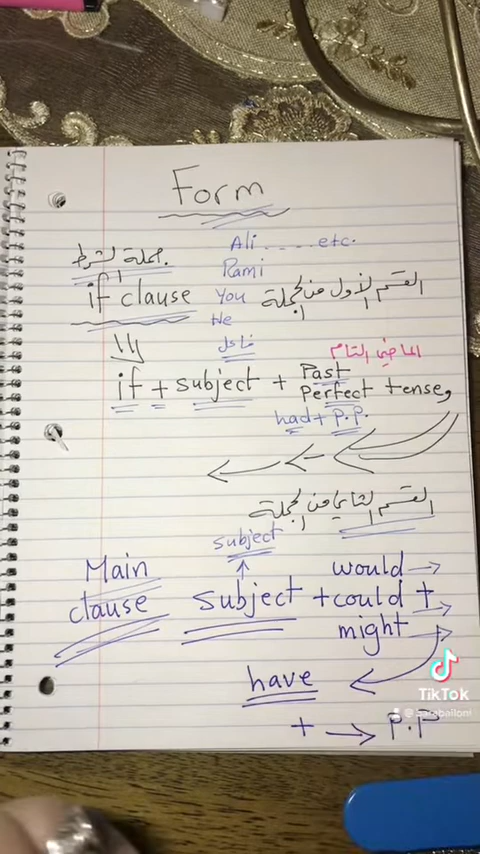 Form
جملة الشرط
Ali ..... etc.
Rami
if clause
You
القسم الأول من الجملة
He
فاعل
الماضي التام
if + subject + Past
Perfect tense,
had + P.P.
القسم الثاني من الجملة
subject
Main
clause
subject + would
could +
might
have
+ → P.P
TikTok